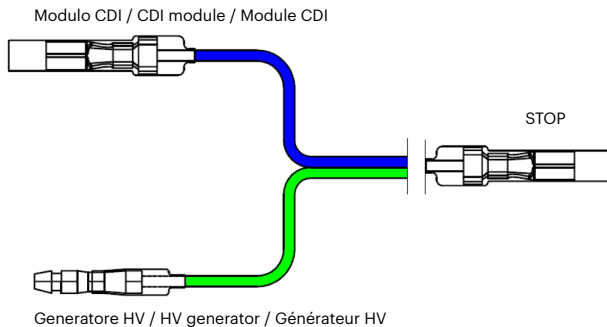 Modulo CDI / CDI module / Module CDI
STOP
Generatore HV / HV generator / Générateur HV